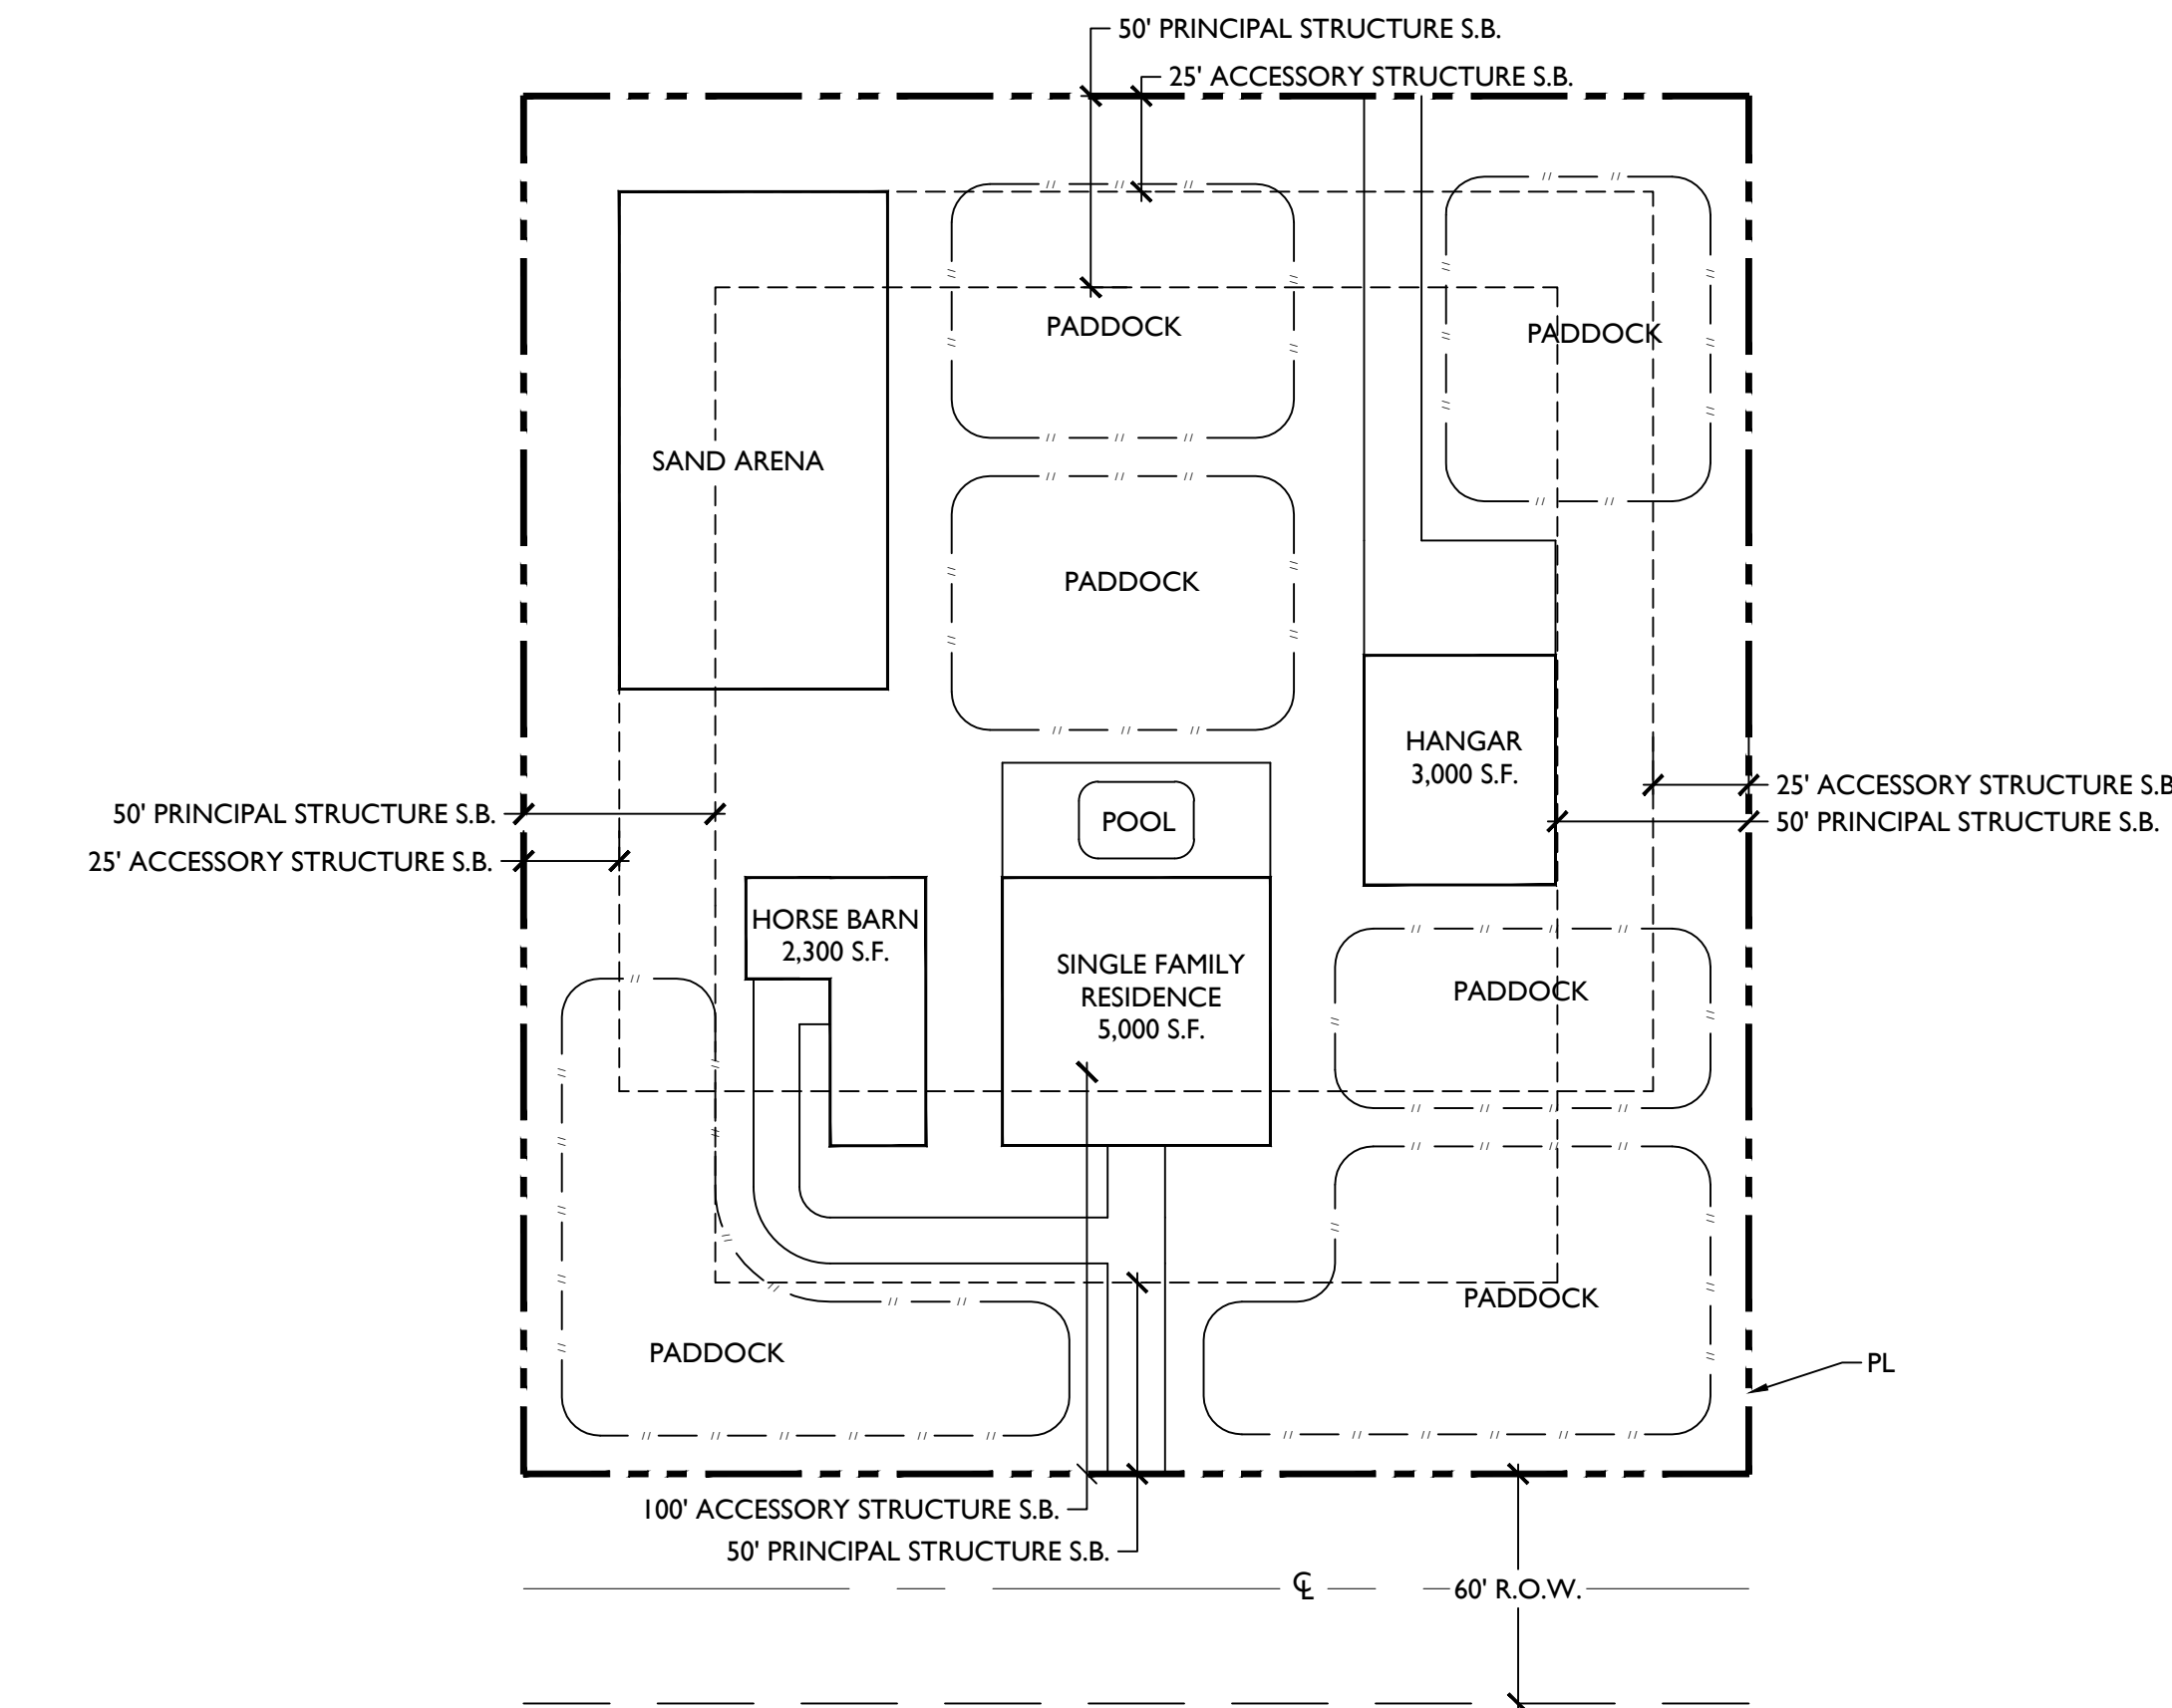 50' PRINCIPAL STRUCTURE S.B.
25' ACCESSORY STRUCTURE S.B.
PADDOCK
PADDOCK
SAND ARENA
PADDOCK
HANGAR
3,000 S.F.
25' ACCESSORY STRUCTURE S.B
50' PRINCIPAL STRUCTURE S.B.
50' PRINCIPAL STRUCTURE S.B.
25' ACCESSORY STRUCTURE S.B.
POOL
HORSE BARN
2,300 S.F.
SINGLE FAMILY
RESIDENCE
5,000 S.F.
PADDOCK
PADDOCK
PADDOCK
PL
100' ACCESSORY STRUCTURE S.B.
50' PRINCIPAL STRUCTURE S.B.
℄
60' R.O.W.